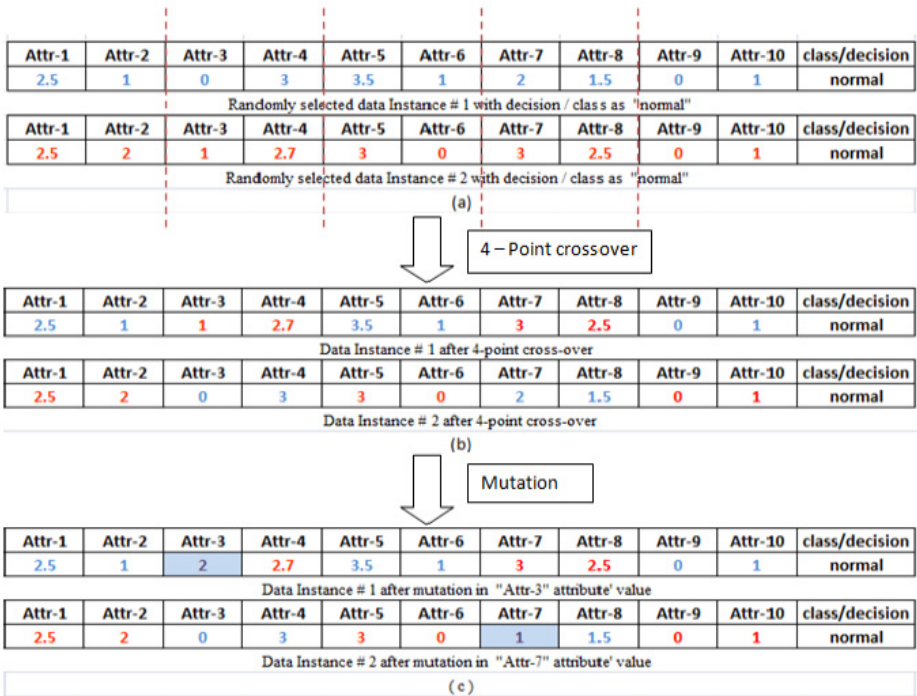 Attr-1 Attr-2 Attr-3 Attr-4 Attr-5 Attr-6 Attr-7 Attr-8 Attr-9 Attr-10 class/decision
2.5 1 0 3 3.5 1 2 1.5 0 1 normal
Randomly selected data Instance # 1 with decision / class as "normal"
Attr-1 Attr-2 Attr-3 Attr-4 Attr-5 Attr-6 Attr-7 Attr-8 Attr-9 Attr-10 class/decision
2.5 2 1 2.7 3 0 3 2.5 0 1 normal
Randomly selected data Instance # 2 with decision / class as "normal"
(a)
4 – Point crossover
Attr-1 Attr-2 Attr-3 Attr-4 Attr-5 Attr-6 Attr-7 Attr-8 Attr-9 Attr-10 class/decision
2.5 1 1 2.7 3.5 1 3 2.5 0 1 normal
Data Instance # 1 after 4-point cross-over
Attr-1 Attr-2 Attr-3 Attr-4 Attr-5 Attr-6 Attr-7 Attr-8 Attr-9 Attr-10 class/decision
2.5 2 0 3 3 0 2 1.5 0 1 normal
Data Instance # 2 after 4-point cross-over
(b)
Mutation
Attr-1 Attr-2 Attr-3 Attr-4 Attr-5 Attr-6 Attr-7 Attr-8 Attr-9 Attr-10 class/decision
2.5 1 2 2.7 3.5 1 3 2.5 0 1 normal
Data Instance # 1 after mutation in "Attr-3" attribute' value
Attr-1 Attr-2 Attr-3 Attr-4 Attr-5 Attr-6 Attr-7 Attr-8 Attr-9 Attr-10 class/decision
2.5 2 0 3 3 0 1 1.5 0 1 normal
Data Instance # 2 after mutation in "Attr-7" attribute' value
(c)